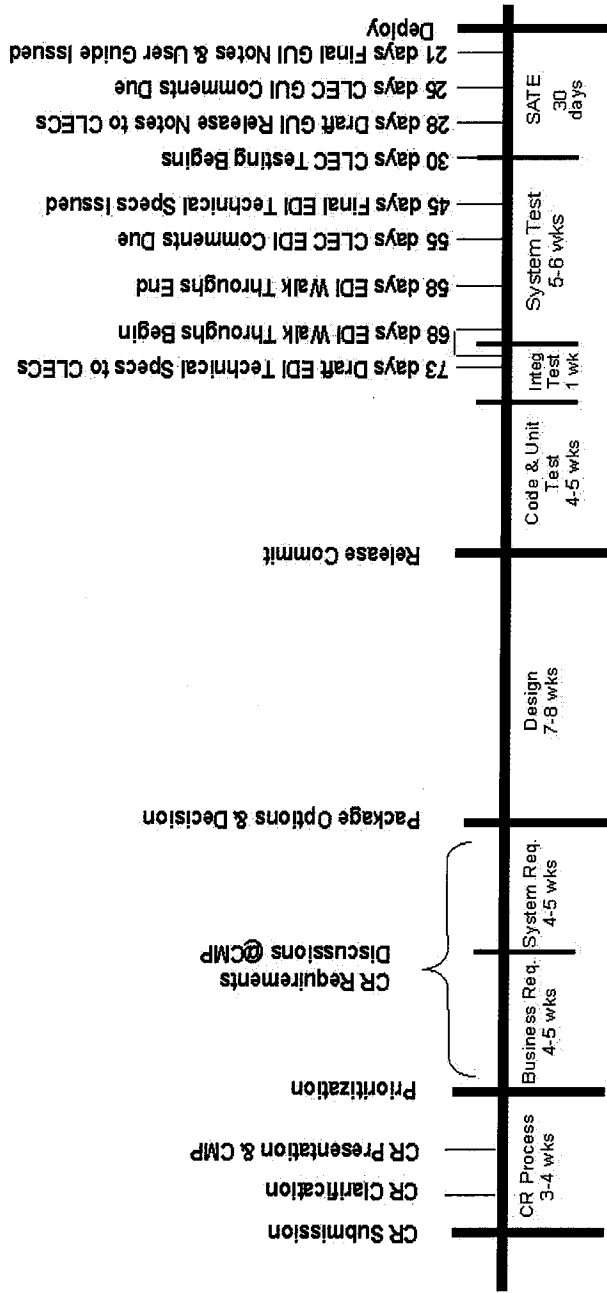 CR Submission
CR Clarification
CR Presentation & CMP
Prioritization
CR Requirements
Discussions @CMP
Package Options & Decision
Release Commit
73 days Draft EDI Technical Specs to CLECs
68 days EDI Walk Throughs Begin
58 days EDI Walk Throughs End
55 days CLEC EDI Comments Due
45 days Final EDI Technical Specs Issued
30 days CLEC Testing Begins
28 days Draft GUI Release Notes to CLECs
25 days CLEC GUI Comments Due
21 days Final GUI Notes & User Guide Issued
Deploy
CR Process
3-4 wks
Business Req.
4-5 wks
System Req.
4-5 wks
Design
7-8 wks
Code & Unit
Test
4-5 wks
Integ
Test
1 wk
System Test
5-6 wks
SATE
30
days